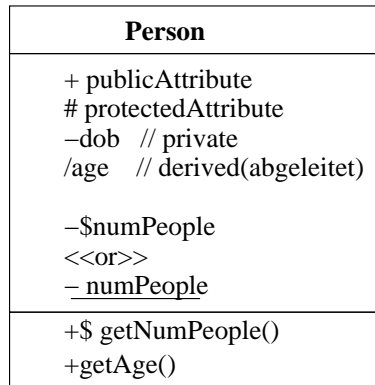 Person
+ publicAttribute
# protectedAttribute
−dob // private
/age // derived(abgeleitet)
−$numPeople
<<or>>
− numPeople
+$ getNumPeople()
+getAge()